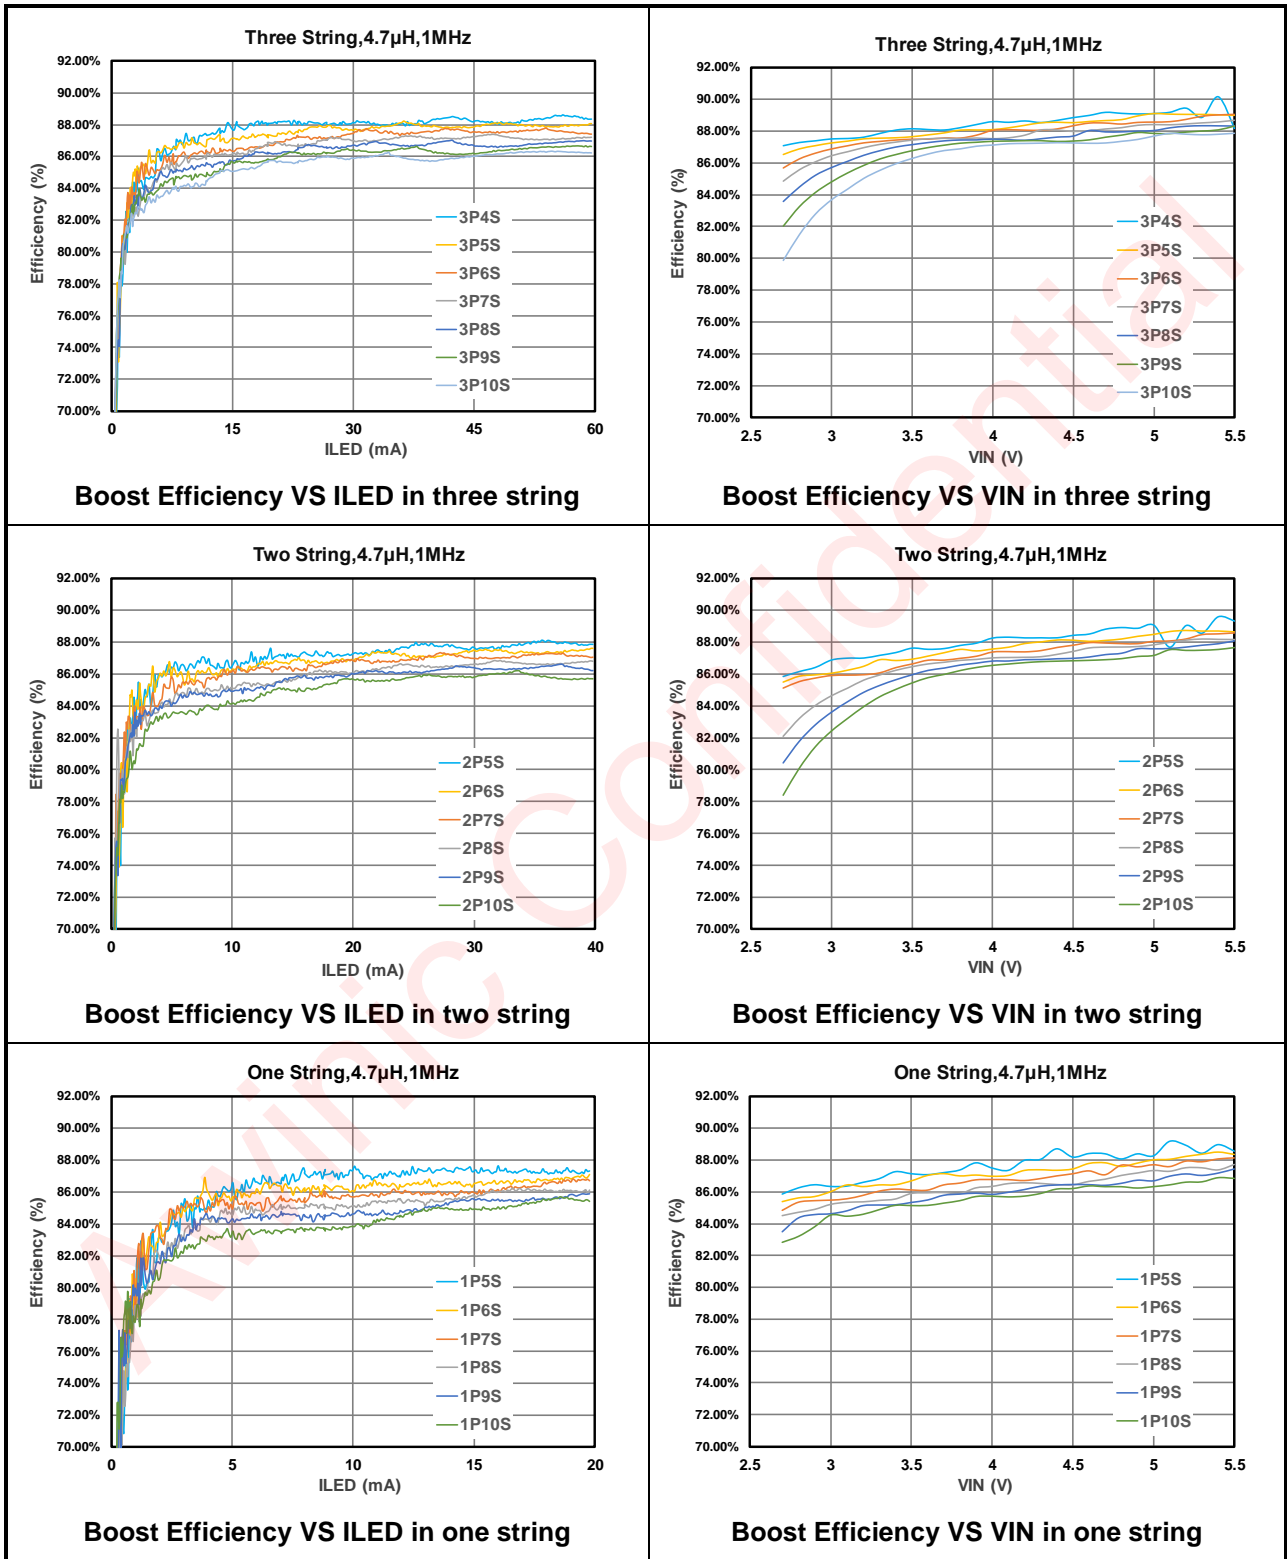 Three String,4.7µH,1MHz
92.00%
90.00%
88.00%
86.00%
84.00%
82.00%
80.00%
78.00%
76.00%
74.00%
72.00%
70.00%
Efficicency (%)
3P4S
3P5S
3P6S
3P7S
3P8S
3P9S
3P10S
0 15 30 45 60
ILED (mA)
Boost Efficiency VS ILED in three string
Three String,4.7µH,1MHz
92.00%
90.00%
88.00%
86.00%
84.00%
82.00%
80.00%
78.00%
76.00%
74.00%
72.00%
70.00%
Efficiency (%)
3P4S
3P5S
3P6S
3P7S
3P8S
3P9S
3P10S
2.5 3 3.5 4 4.5 5 5.5
VIN (V)
Boost Efficiency VS VIN in three string
Two String,4.7µH,1MHz
92.00%
90.00%
88.00%
86.00%
84.00%
82.00%
80.00%
78.00%
76.00%
74.00%
72.00%
70.00%
Efficiency (%)
2P5S
2P6S
2P7S
2P8S
2P9S
2P10S
0 10 20 30 40
ILED (mA)
Boost Efficiency VS ILED in two string
Two String,4.7µH,1MHz
92.00%
90.00%
88.00%
86.00%
84.00%
82.00%
80.00%
78.00%
76.00%
74.00%
72.00%
70.00%
Efficiency (%)
2P5S
2P6S
2P7S
2P8S
2P9S
2P10S
2.5 3 3.5 4 4.5 5 5.5
VIN (V)
Boost Efficiency VS VIN in two string
One String,4.7µH,1MHz
92.00%
90.00%
88.00%
86.00%
84.00%
82.00%
80.00%
78.00%
76.00%
74.00%
72.00%
70.00%
Efficiency (%)
1P5S
1P6S
1P7S
1P8S
1P9S
1P10S
0 5 10 15 20
ILED (mA)
Boost Efficiency VS ILED in one string
One String,4.7µH,1MHz
92.00%
90.00%
88.00%
86.00%
84.00%
82.00%
80.00%
78.00%
76.00%
74.00%
72.00%
70.00%
Efficiency (%)
1P5S
1P6S
1P7S
1P8S
1P9S
1P10S
2.5 3 3.5 4 4.5 5 5.5
VIN (V)
Boost Efficiency VS VIN in one string
Awinic Confidential